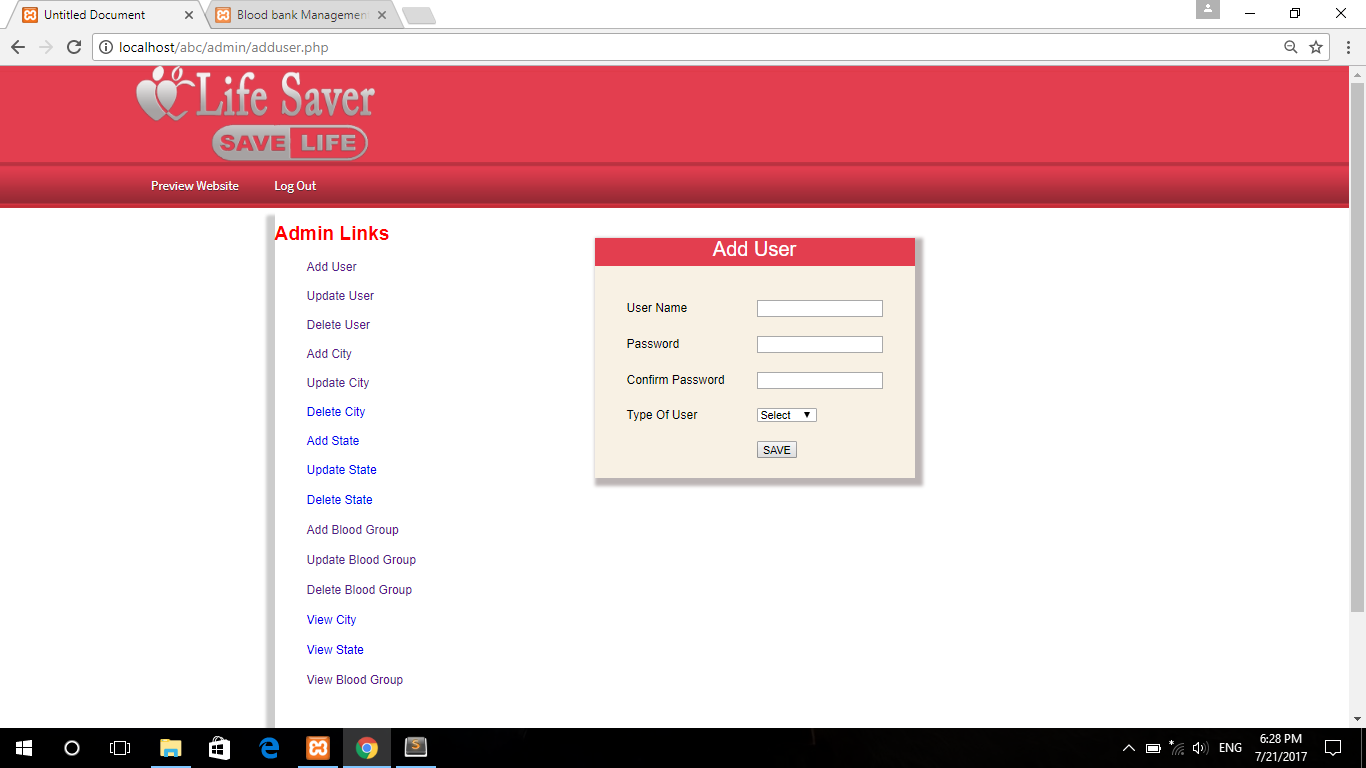 Untitled Document
Blood bank Managemen
localhost/abc/admin/adduser.php
Life Saver
SAVE LIFE
Preview Website Log Out
Admin Links
Add User
Update User
Delete User
Add City
Update City
Delete City
Add State
Update State
Delete State
Add Blood Group
Update Blood Group
Delete Blood Group
View City
View State
View Blood Group
Add User
User Name
Password
Confirm Password
Type Of User Select
SAVE
S
ENG
6:28 PM
7/21/2017